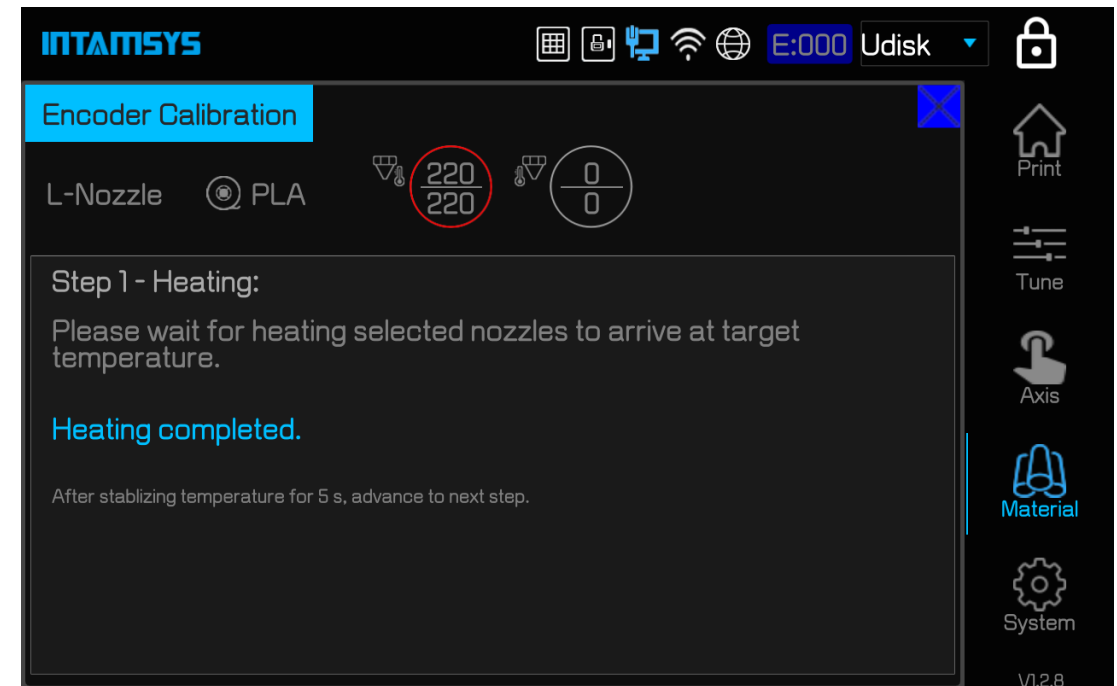 INTAMSYS
E:000 Udisk
Encoder Calibration
L-Nozzle PLA
220
220
0
0
Step 1 - Heating:
Please wait for heating selected nozzles to arrive at target
temperature.
Heating completed.
After stablizing temperature for 5 s, advance to next step.
Print
Tune
Axis
Material
System
V1.2.8